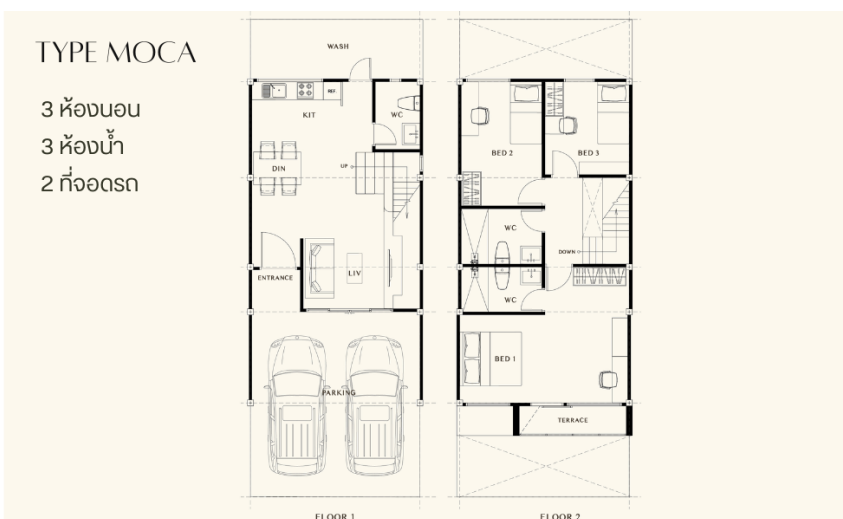 TYPE MOCA
3 ห้องนอน
3 ห้องน้ำ
2 ที่จอดรถ
WASH
REF.
KIT
WC
DIN
UP
ENTRANCE
LIV
PARKING
FLOOR 1
BED 2
BED 3
WC
DOWN
WC
BED 1
TERRACE
FLOOR 2